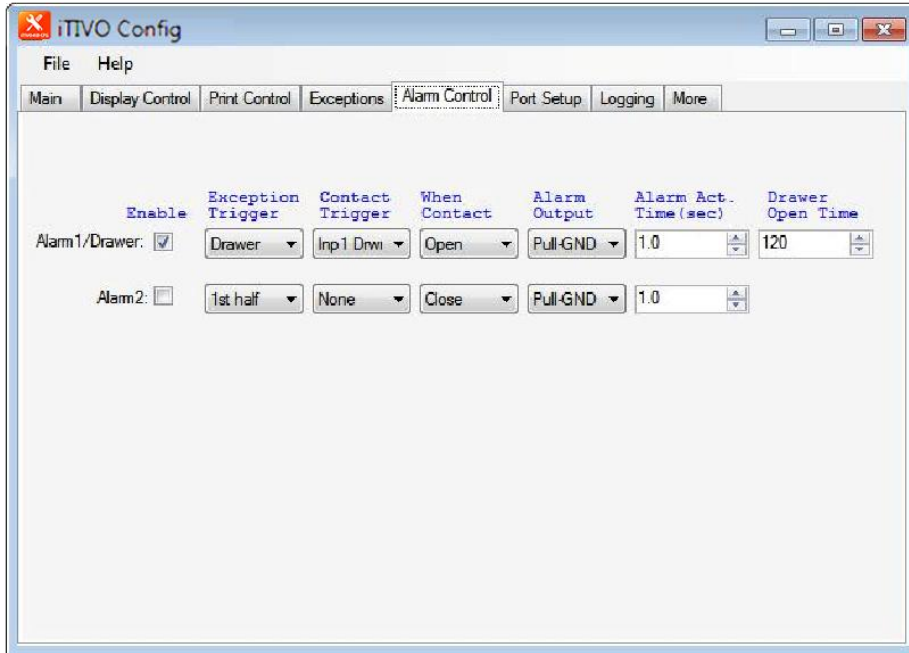 iTIVO Config
File Help
Main Display Control Print Control Exceptions Alarm Control Port Setup Logging More
Enable Exception Trigger Contact Trigger When Contact Alarm Output Alarm Act. Time(sec) Drawer Open Time
Alarm1/Drawer: Drawer Inp1 Drw Open Pull-GND 1.0 120
Alarm2: 1st half None Close Pull-GND 1.0